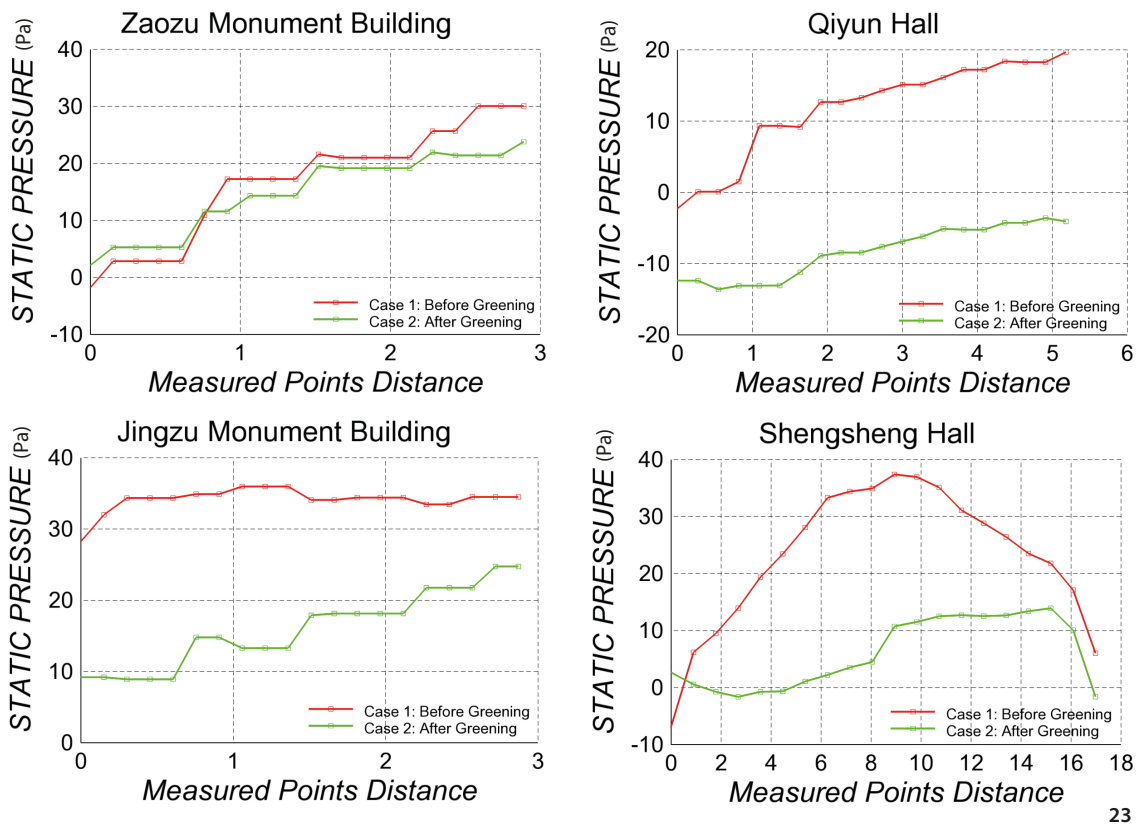 Zaozu Monument Building
STATIC PRESSURE (Pa)
40
30
20
10
0
-10
0 1 2 3
Case 1: Before Greening
Case 2: After Greening
Measured Points Distance
Qiyun Hall
STATIC PRESSURE (Pa)
20
10
0
-10
-20
0 1 2 3 4 5 6
Case 1: Before Greening
Case 2: After Greening
Measured Points Distance
Jingzu Monument Building
STATIC PRESSURE (Pa)
40
30
20
10
0
0 1 2 3
Case 1: Before Greening
Case 2: After Greening
Measured Points Distance
Shengsheng Hall
STATIC PRESSURE (Pa)
40
30
20
10
0
-10
0 2 4 6 8 10 12 14 16 18
Case 1: Before Greening
Case 2: After Greening
Measured Points Distance
23